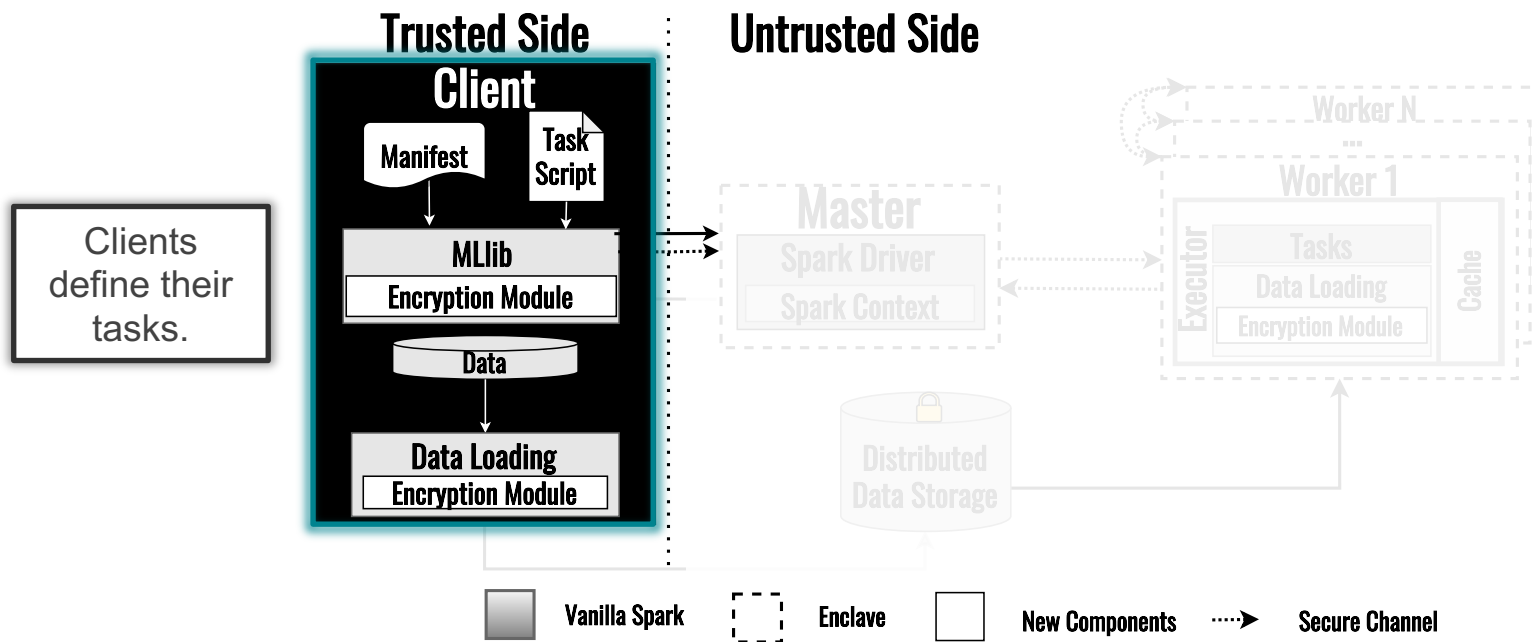 Trusted Side
Untrusted Side
Client
Manifest
Task
Script
MLlib
Encryption Module
Data
Data Loading
Encryption Module
Clients
define their
tasks.
Master
Spark Driver
Spark Context
Worker N
...
Worker 1
Executor
Tasks
Data Loading
Encryption Module
Cache
Distributed
Data Storage
Vanilla Spark
Enclave
New Components
Secure Channel